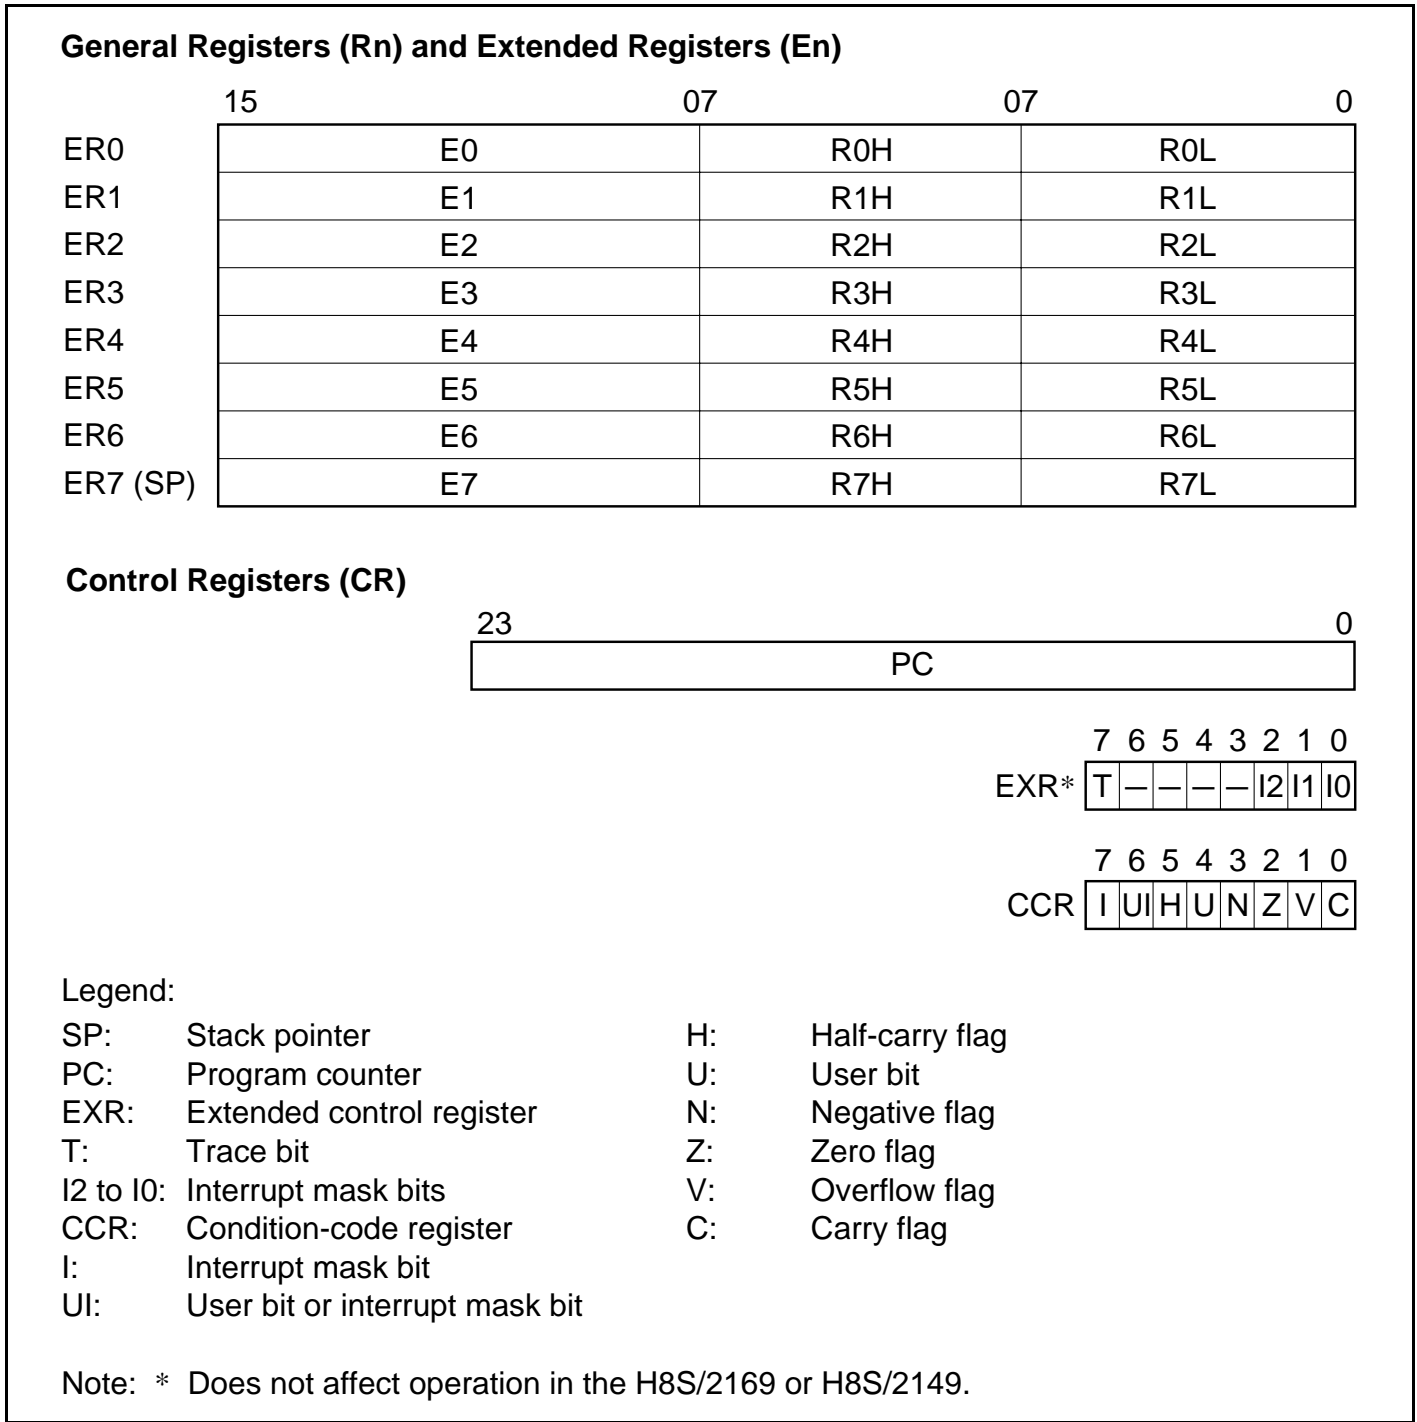 General Registers (Rn) and Extended Registers (En)
15 07 07 0
ER0 E0 R0H R0L
ER1 E1 R1H R1L
ER2 E2 R2H R2L
ER3 E3 R3H R3L
ER4 E4 R4H R4L
ER5 E5 R5H R5L
ER6 E6 R6H R6L
ER7 (SP) E7 R7H R7L
Control Registers (CR)
23 0
PC
7 6 5 4 3 2 1 0
EXR* T — — — — I2 I1 I0
7 6 5 4 3 2 1 0
CCR I UI H U N Z V C
Legend:
SP: Stack pointer
PC: Program counter
EXR: Extended control register
T: Trace bit
I2 to I0: Interrupt mask bits
CCR: Condition-code register
I: Interrupt mask bit
UI: User bit or interrupt mask bit
H: Half-carry flag
U: User bit
N: Negative flag
Z: Zero flag
V: Overflow flag
C: Carry flag
Note: * Does not affect operation in the H8S/2169 or H8S/2149.